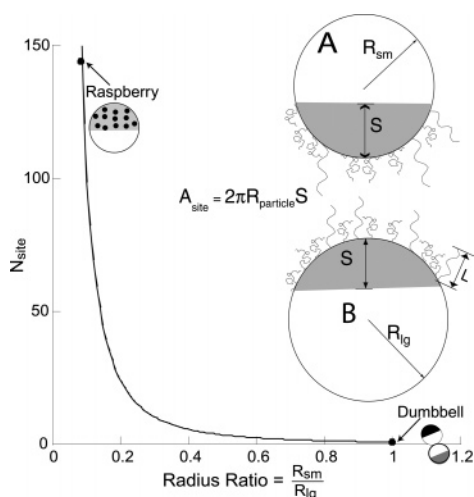 150
100
50
0
N_site
Raspberry
A_site = 2πR_particle S
A
R_sm
S
S
L
B
R_lg
Dumbbell
0 0.2 0.4 0.6 0.8 1 1.2
Radius Ratio = R_sm / R_lg